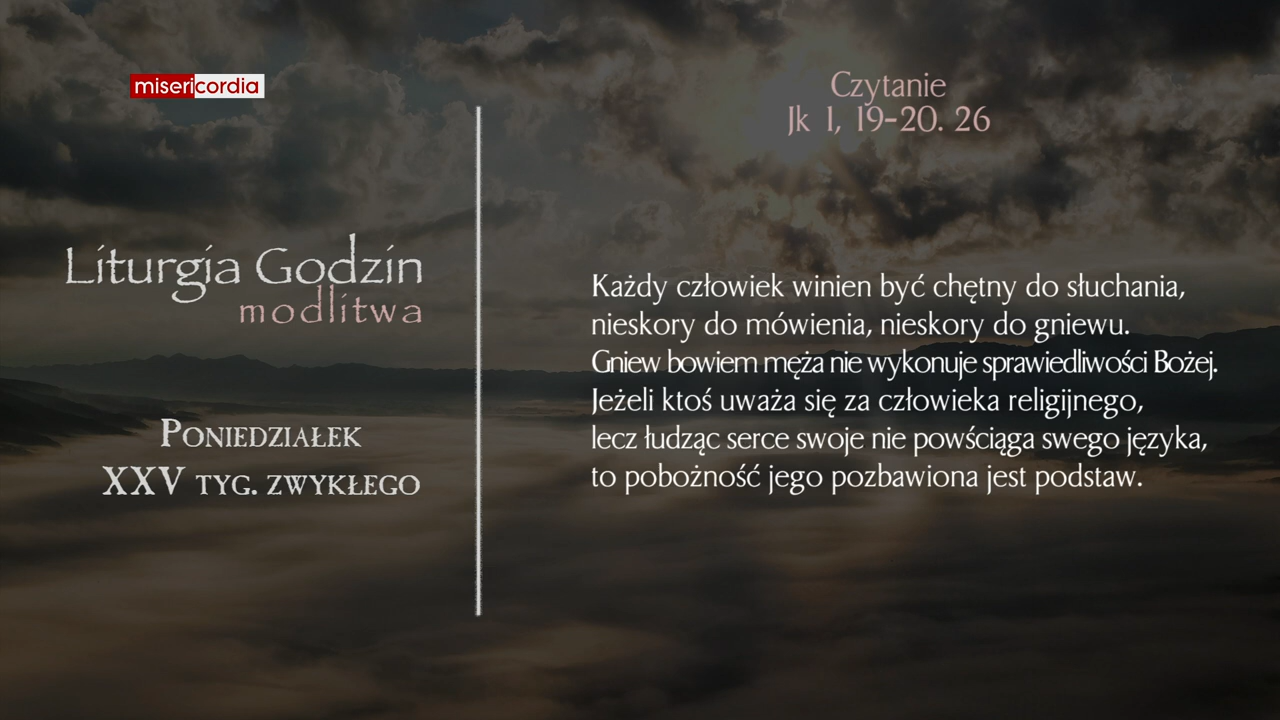 misericordia
Liturgia Godzin
modlitwa
Poniedziałek
XXV tyg. zwykłego
Czytanie
Jk 1, 19-20. 26
Każdy człowiek winien być chętny do słuchania,
nieskory do mówienia, nieskory do gniewu.
Gniew bowiem męża nie wykonuje sprawiedliwości Bożej.
Jeżeli ktoś uważa się za człowieka religijnego,
lecz łudząc serce swoje nie powściąga swego języka,
to pobożność jego pozbawiona jest podstaw.